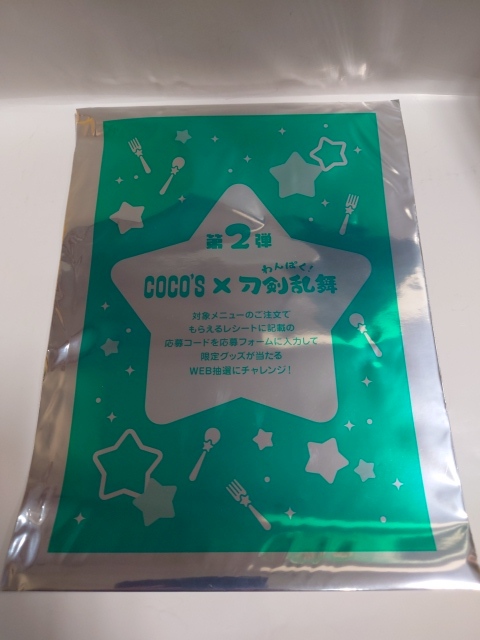 第2弾
わんぱく!
COCO'S × 刀剣乱舞
対象メニューのご注文で
もらえるレシートに記載の
応募コードを応募フォームに入力して
限定グッズが当たる
WEB抽選にチャレンジ!